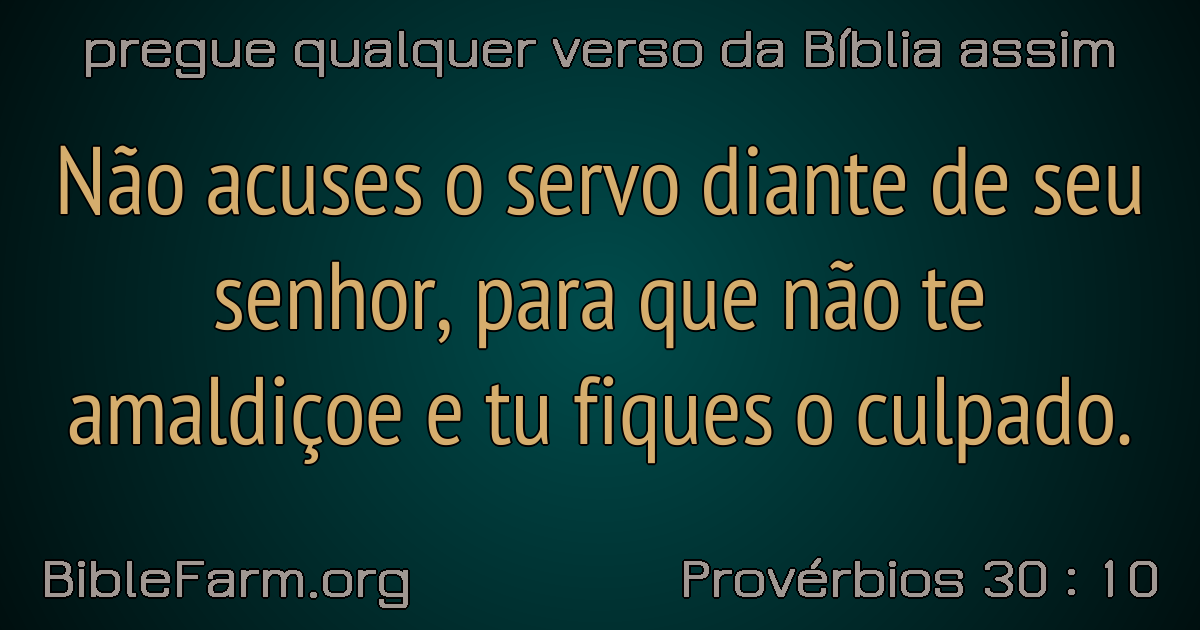 pregue qualquer verso da Bíblia assim
Não acuses o servo diante de seu
senhor, para que não te
amaldiçoe e tu fiques o culpado.
BibleFarm.org
Provérbios 30 : 10